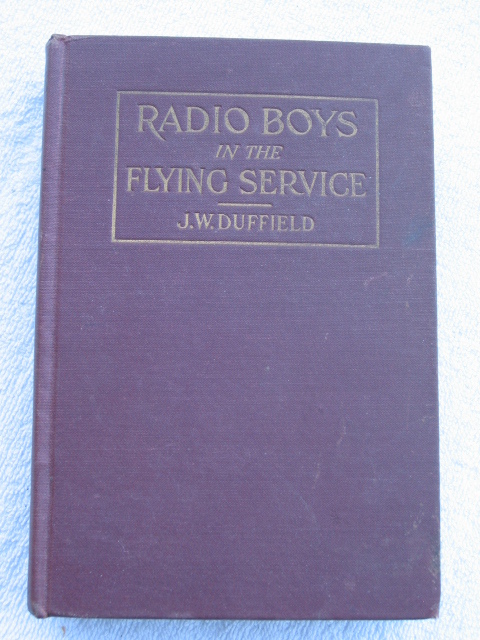 RADIO BOYS
IN THE
FLYING SERVICE
J.W. DUFFIELD